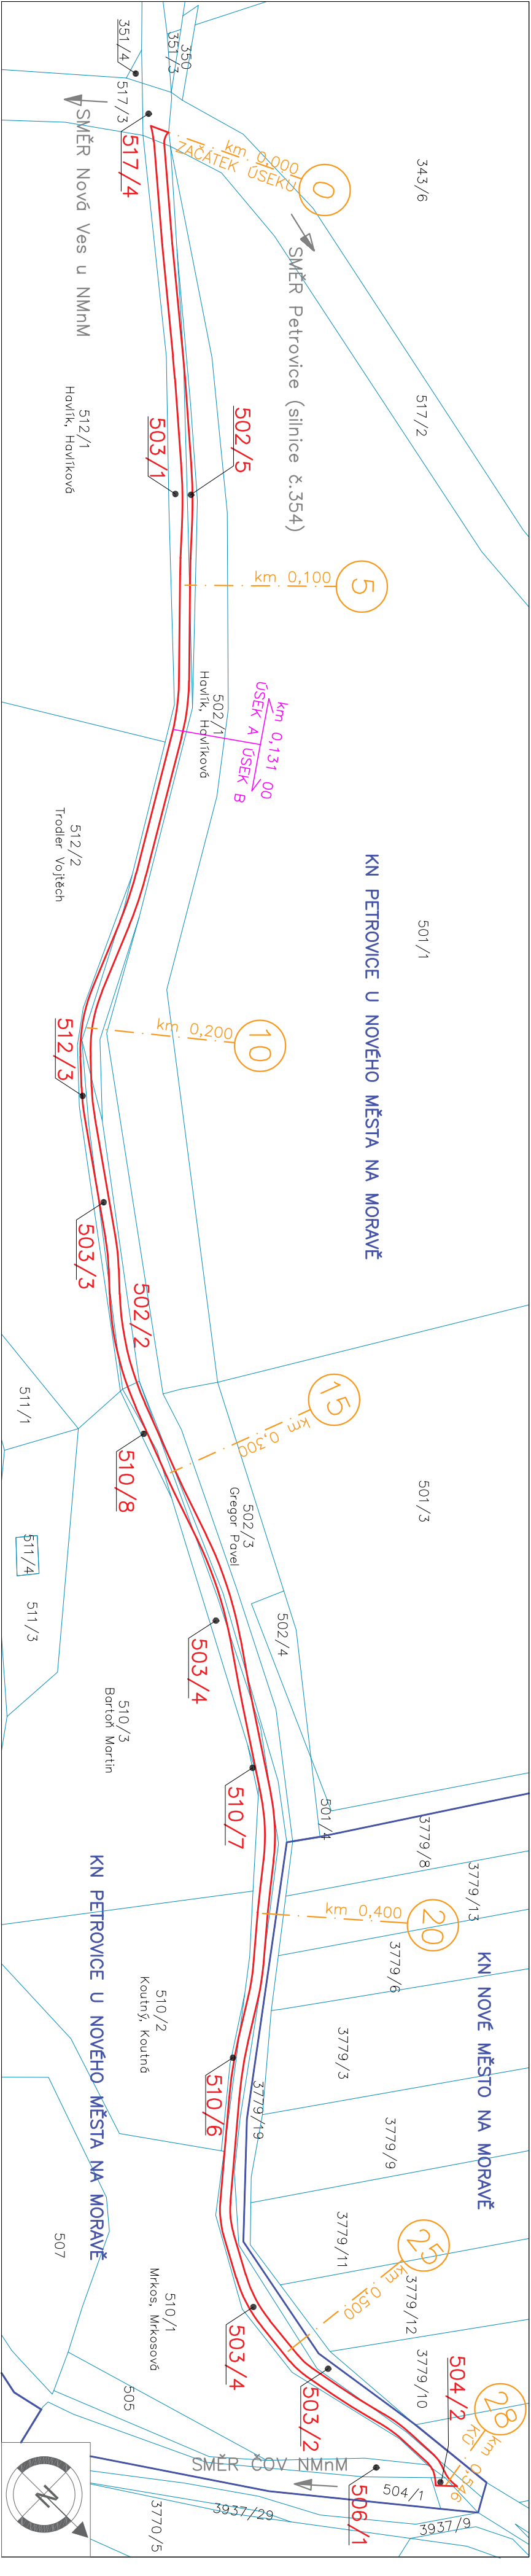 351/4
351/3
350
517/3
SMĚR Nová Ves u NMnM
517/4
0
km 0,000
ZAČÁTEK ÚSEKU
343/6
SMĚR Petrovice (silnice č.354)
517/2
512/1
Havlík, Havlíková
503/1
502/5
km 0,100
5
502/1
Havlík, Havlíková
km 0,131 00
ÚSEK A
ÚSEK B
512/2
Trodler Vojtěch
KN PETROVICE U NOVÉHO MĚSTA NA MORAVĚ
501/1
km 0,200
10
512/3
503/3
502/2
511/1
15
km 0,300
510/8
501/3
502/3
Gregor Pavel
511/4
511/3
502/4
503/4
510/3
Bartoň Martin
510/7
501/4
3779/8
3779/13
KN PETROVICE U NOVÉHO MĚSTA NA MORAVĚ
km 0,400
20
3779/6
KN NOVÉ MĚSTO NA MORAVĚ
510/2
Koutný, Koutná
3779/3
510/6
3779/19
3779/9
507
3779/11
25
km 0,500
3779/12
510/1
Mrkos, Mrkosová
503/4
3779/10
504/2
503/2
28
km 0,546
KÚ
505
SMĚR ČOV NMnM
506/1
504/1
N
3770/5
3937/29
3937/9